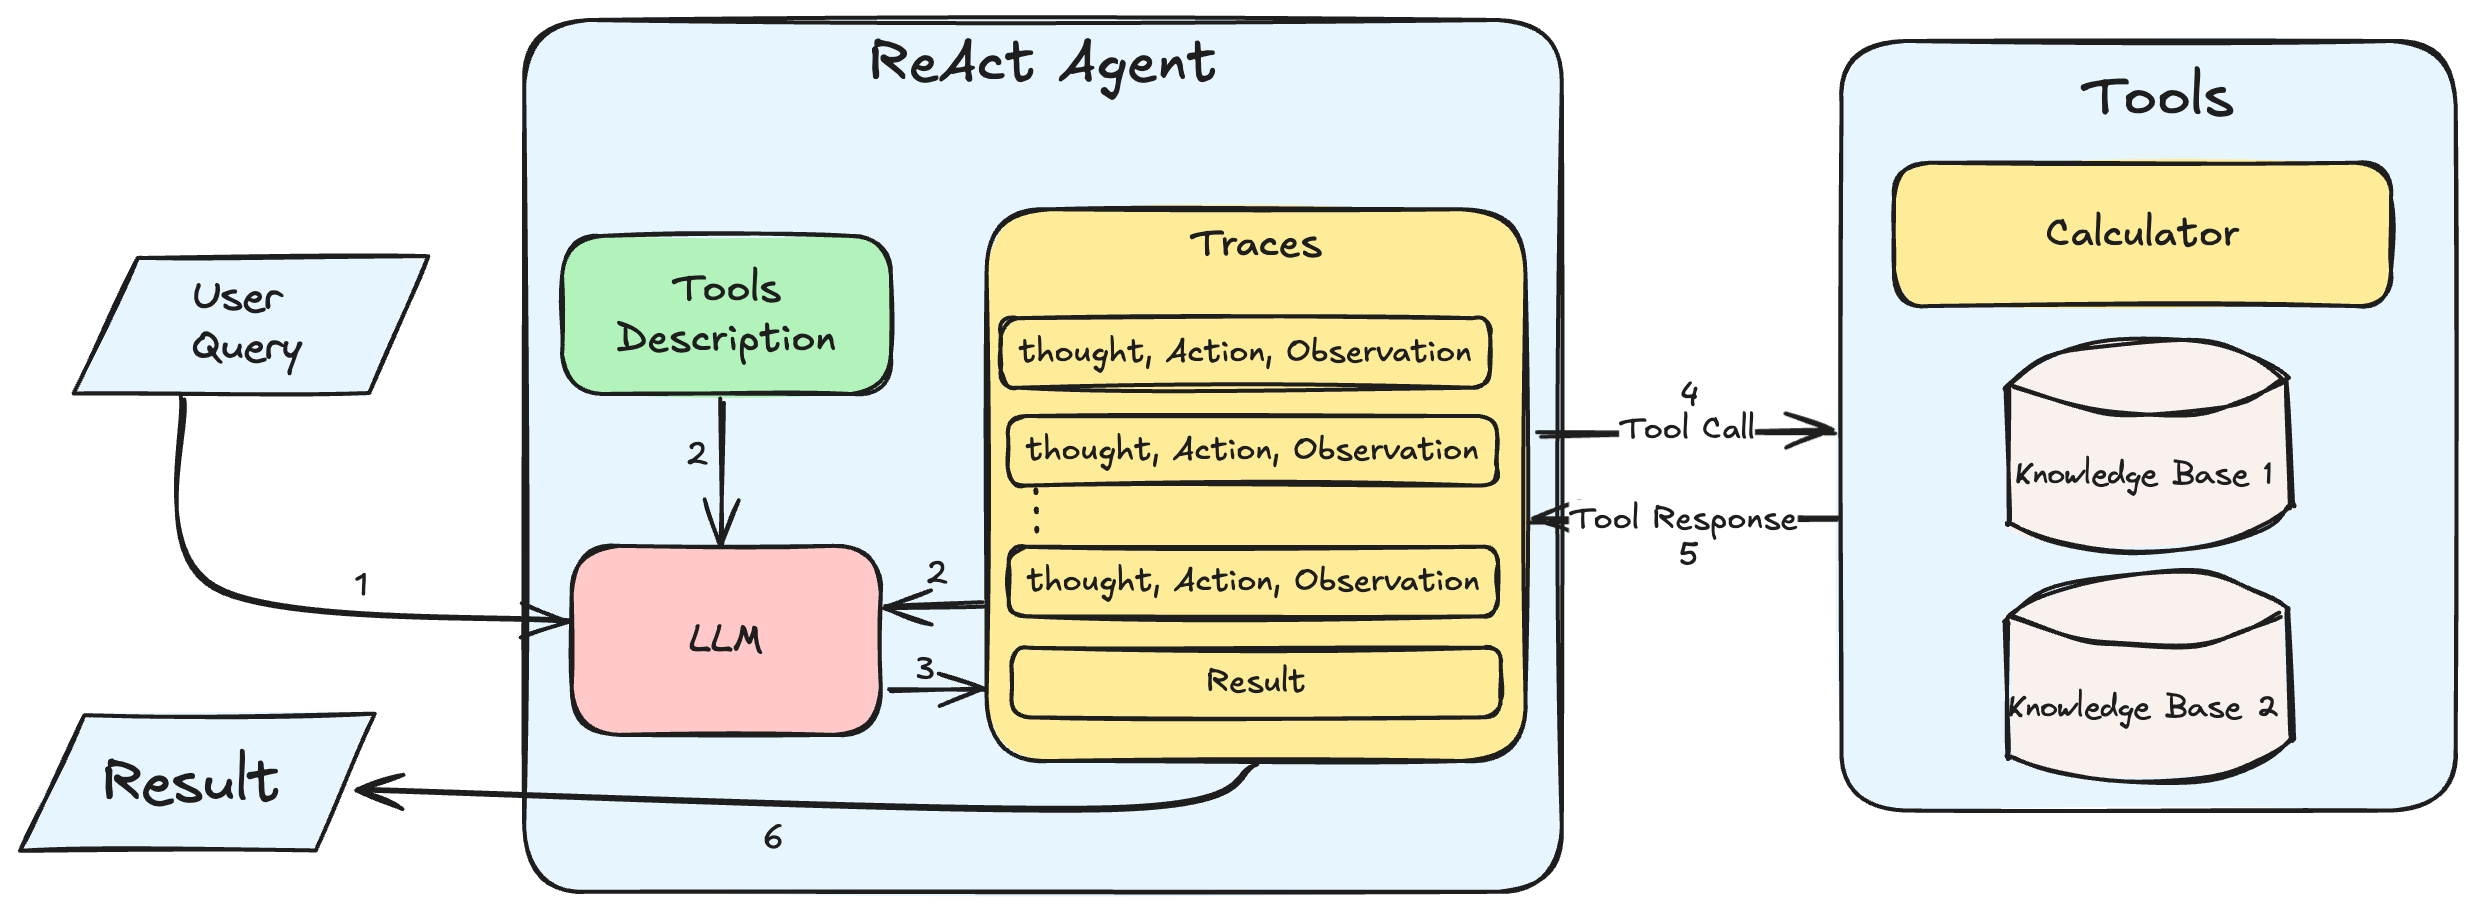 ReAct Agent
Tools
Calculator
Traces
User
Query
Tools
Description
thought, Action, Observation
4
Tool Call
thought, Action, Observation
2
Knowledge Base 1
Tool Response
5
1
2
thought, Action, Observation
LLM
3
Result
Knowledge Base 2
Result
6